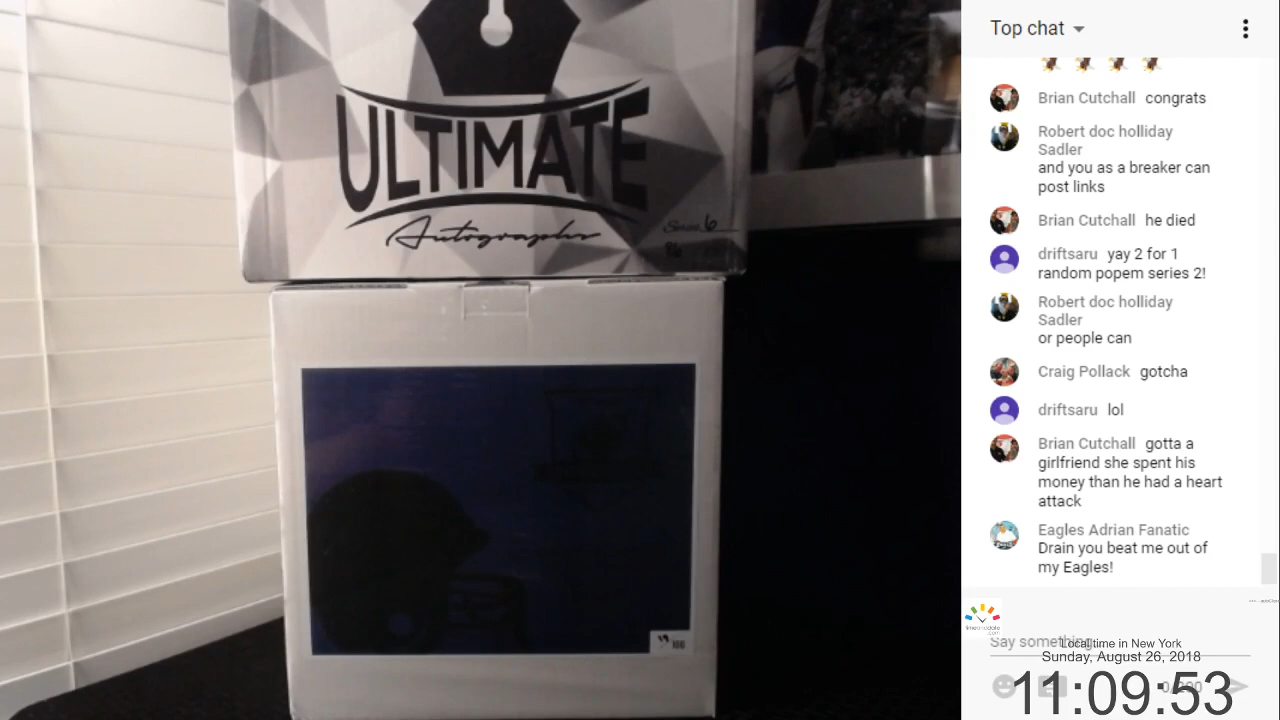 ULTIMATE
Autographs
Series 6
Top chat
Brian Cutchall congrats
Robert doc holliday
Sadler
and you as a breaker can
post links
Brian Cutchall he died
driftsaru yay 2 for 1
random popem series 2!
Robert doc holliday
Sadler
or people can
Craig Pollack gotcha
driftsaru lol
Brian Cutchall gotta a
girlfriend she spent his
money than he had a heart
attack
Eagles Adrian Fanatic
Drain you beat me out of
my Eagles!
timeanddate
.com
Say something...
Local time in New York
Sunday, August 26, 2018
11:09:53